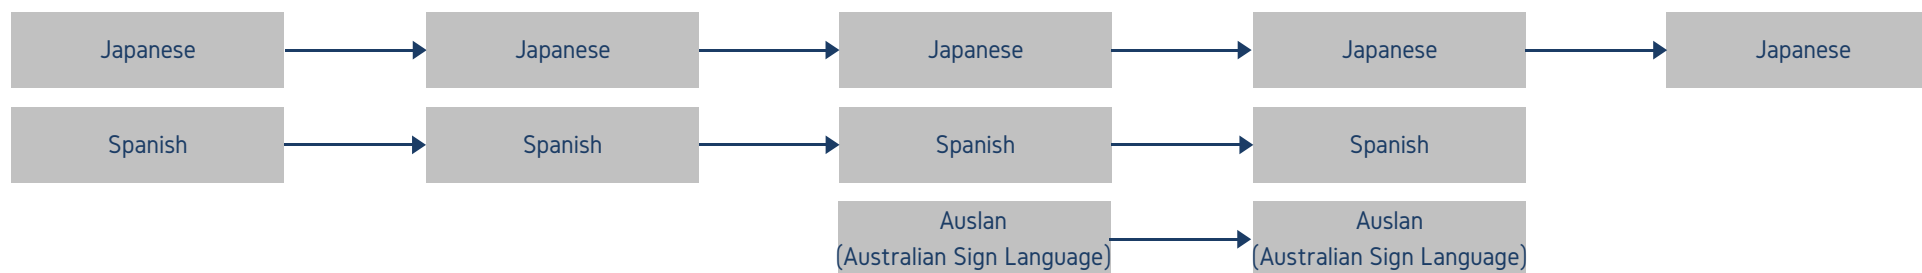 Japanese Japanese Japanese Japanese Japanese
Spanish Spanish Spanish Spanish
Auslan Auslan
(Australian Sign Language) (Australian Sign Language)